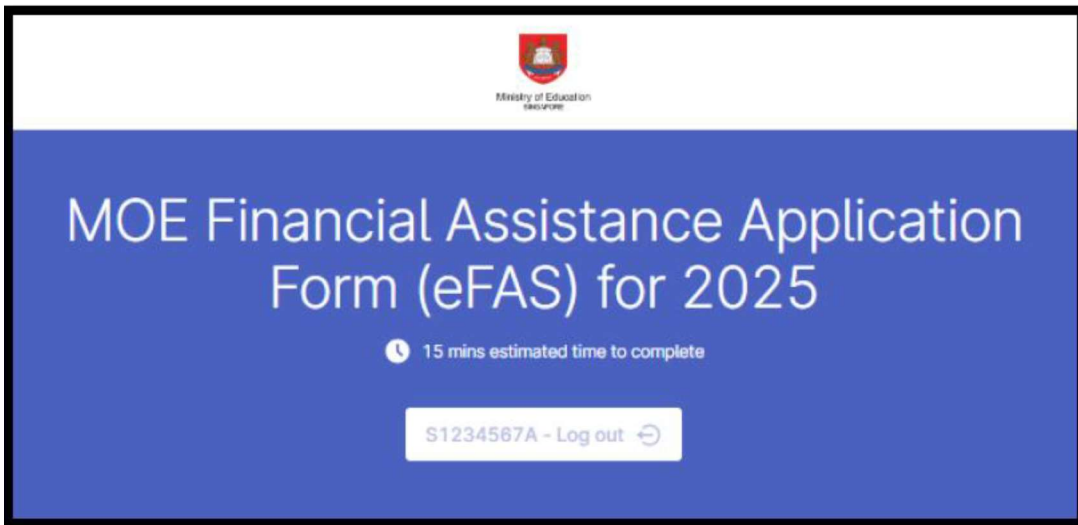 Ministry of Education
SINGAPORE
MOE Financial Assistance Application
Form (eFAS) for 2025
15 mins estimated time to complete
S1234567A - Log out